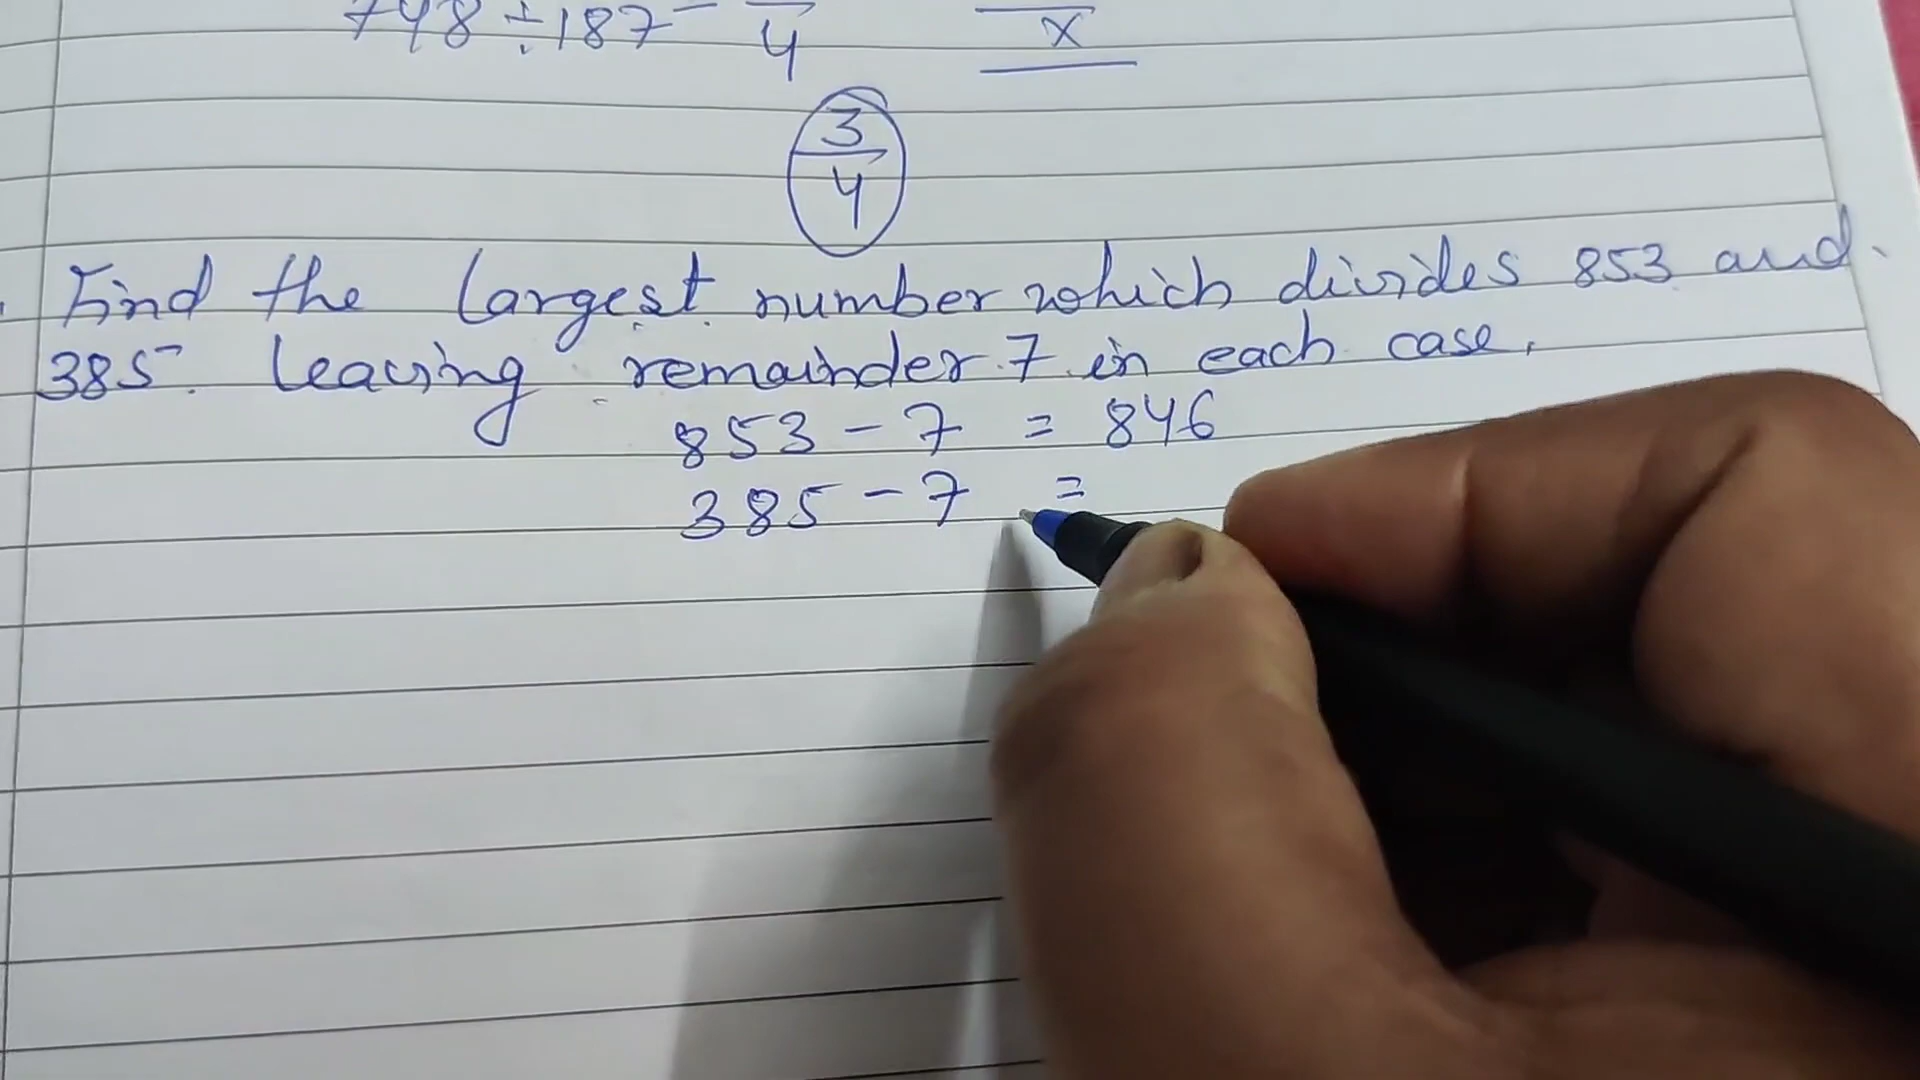 748 ÷ 187 = 4 x
3
4
Find the largest number which divides 853 and
385 leaving remainder 7 in each case.
853 - 7 = 846
385 - 7 =